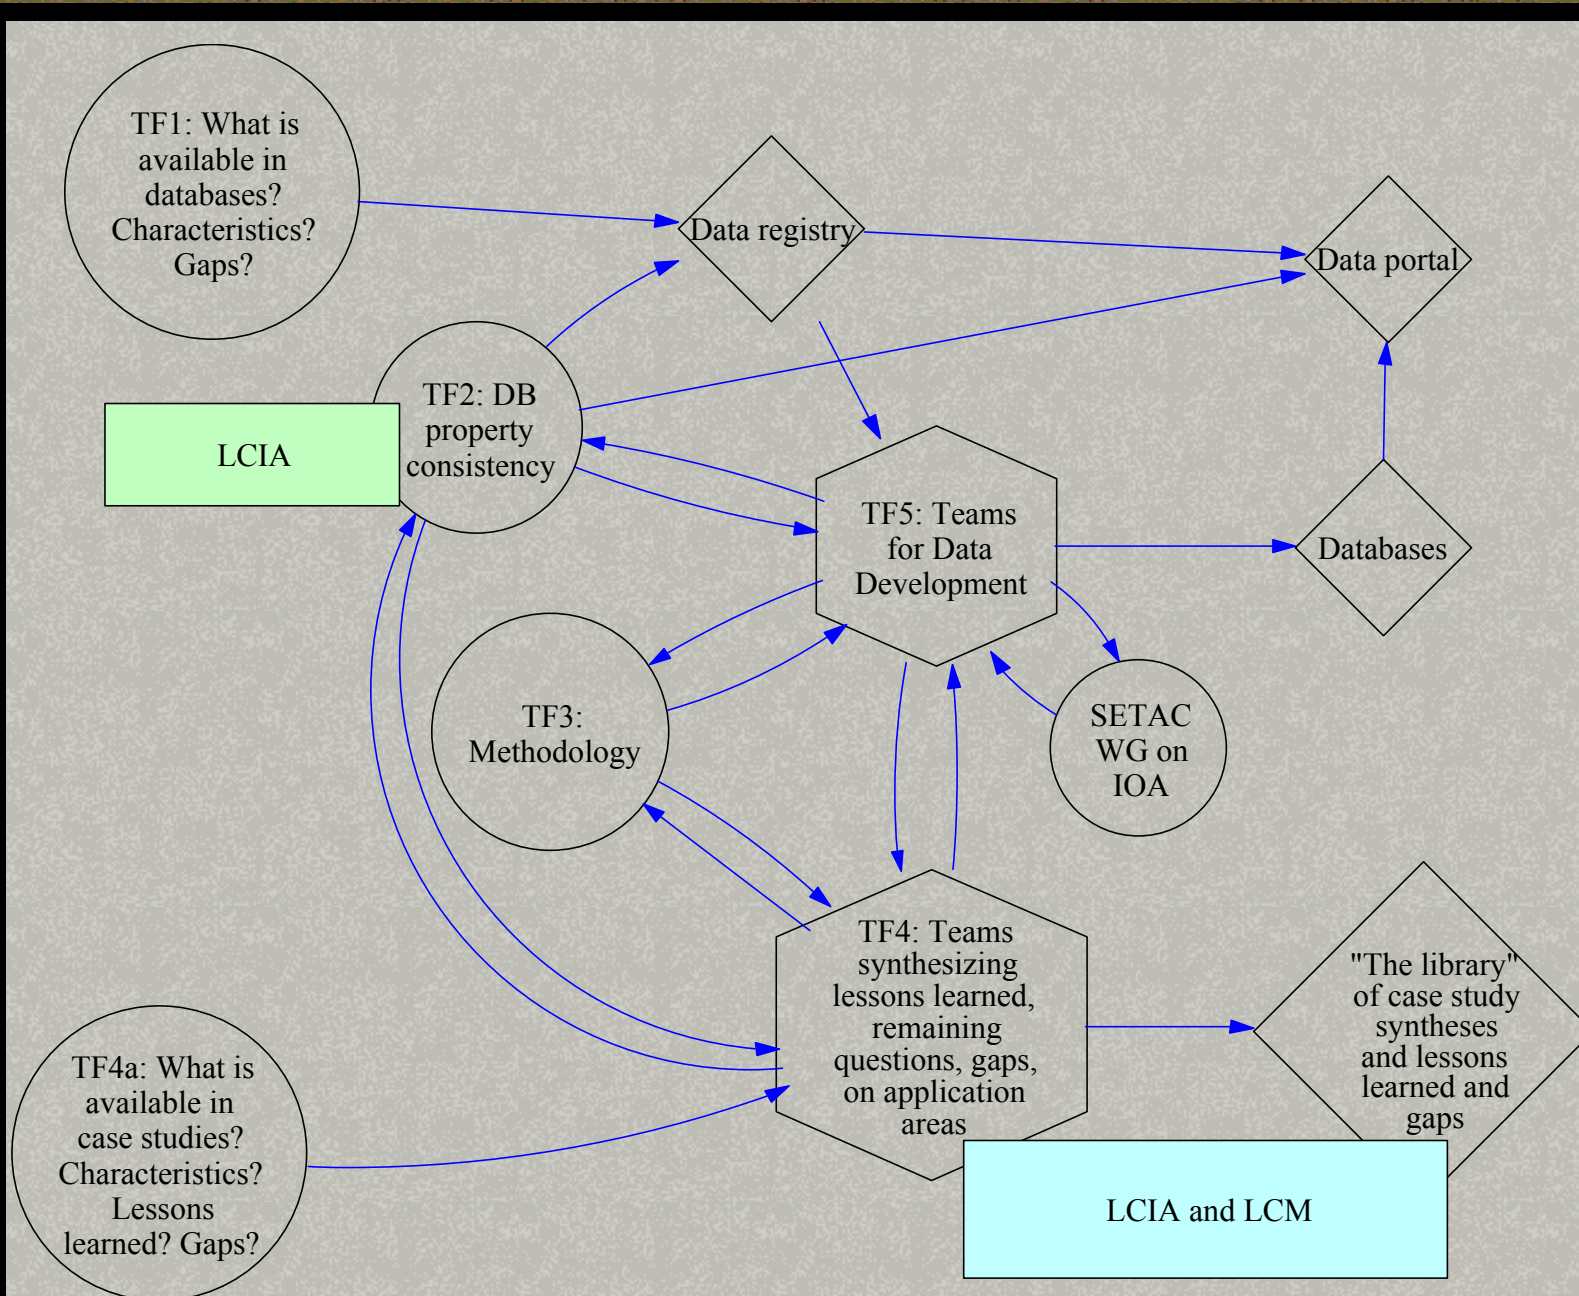 TF1: What is
available in
databases?
Characteristics?
Gaps?
Data registry
Data portal
TF2: DB
property
consistency
LCIA
TF5: Teams
for Data
Development
Databases
TF3:
Methodology
SETAC
WG on
IOA
TF4: Teams
synthesizing
lessons learned,
remaining
questions, gaps,
on application
areas
"The library"
of case study
syntheses
and lessons
learned and
gaps
TF4a: What is
available in
case studies?
Characteristics?
Lessons
learned? Gaps?
LCIA and LCM